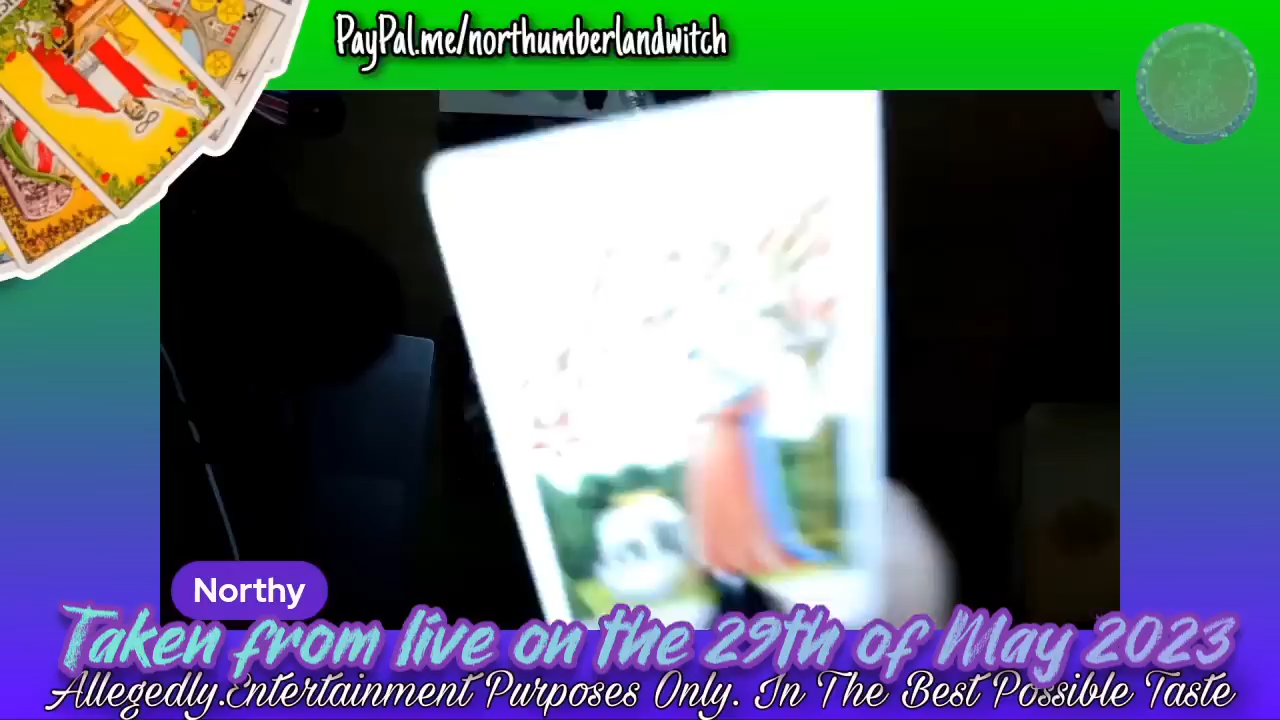 PayPal.me/northumberlandwitch
Northy
Taken from live on the 29th of May 2023
Allegedly.Entertainment Purposes Only. In The Best Possible Taste